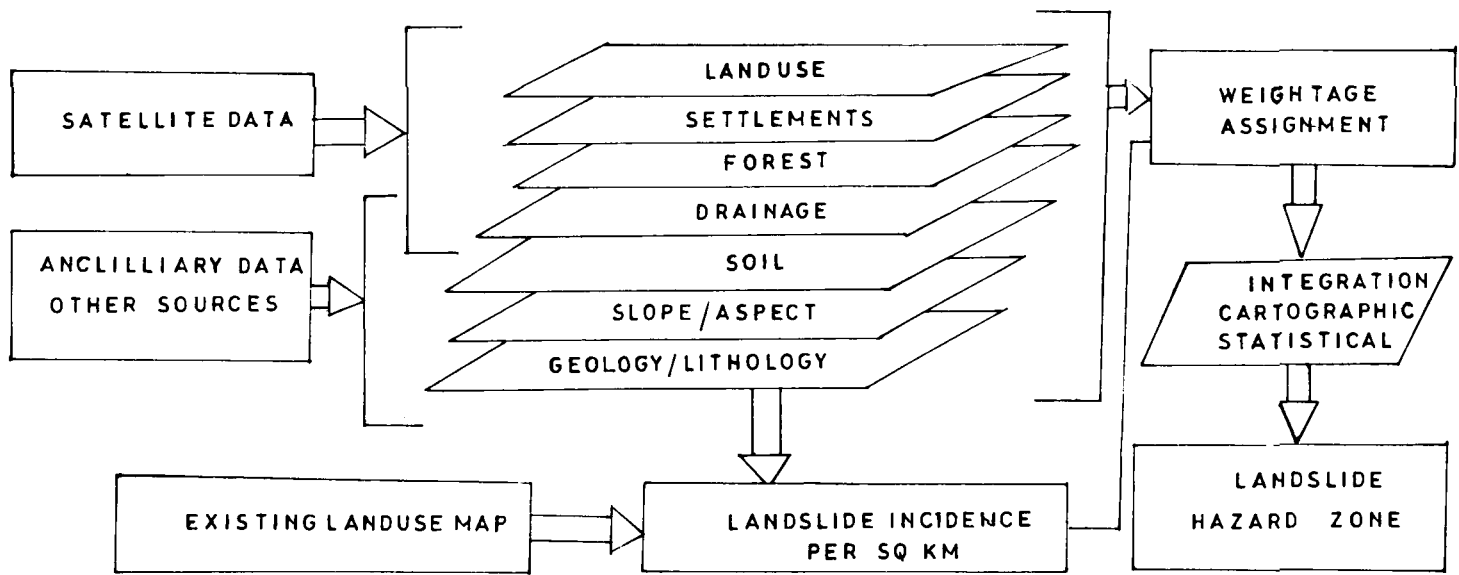 SATELLITE DATA
ANCLILLIARY DATA
OTHER SOURCES
LANDUSE
SETTLEMENTS
FOREST
DRAINAGE
SOIL
SLOPE/ASPECT
GEOLOGY/LITHOLOGY
EXISTING LANDUSE MAP
LANDSLIDE INCIDENCE
PER SQ KM
WEIGHTAGE
ASSIGNMENT
INTEGRATION
CARTOGRAPHIC
STATISTICAL
LANDSLIDE
HAZARD ZONE